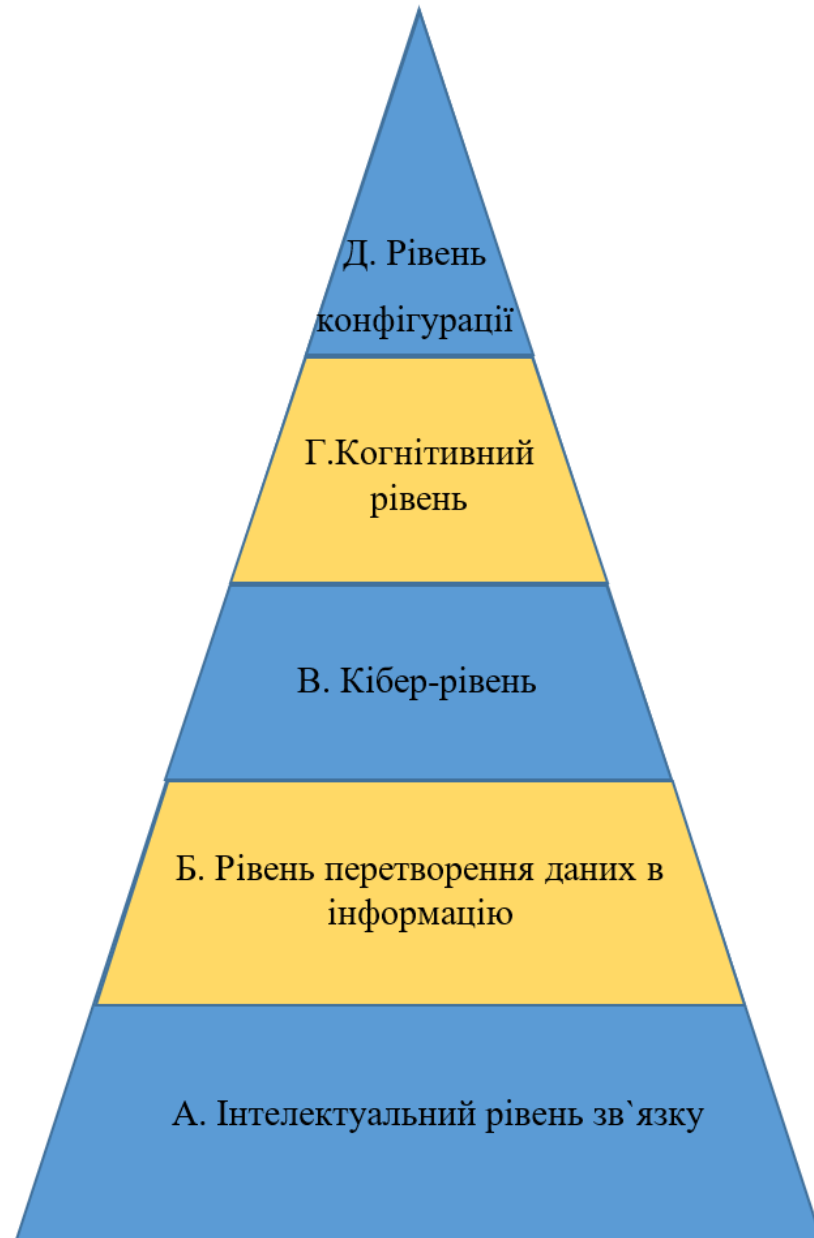 Д. Рівень
конфігурації
Г.Когнітивний
рівень
В. Кібер-рівень
Б. Рівень перетворення даних в
інформацію
А. Інтелектуальний рівень зв`язку